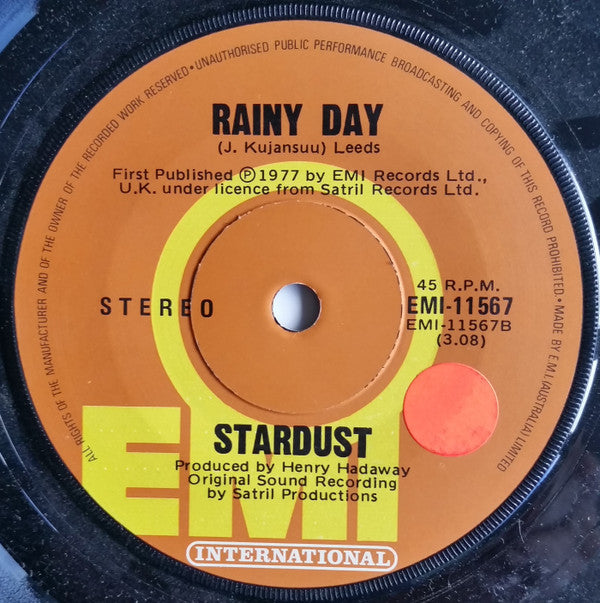 ALL RIGHTS OF THE MANUFACTURER AND OF THE OWNER OF THE RECORDED WORK RESERVED • UNAUTHORISED PUBLIC PERFORMANCE BROADCASTING AND COPYING OF THIS RECORD PROHIBITED. • MADE BY E.M.I. (AUSTRALIA) LIMITED
RAINY DAY
(J. Kujansuu) Leeds
First Published ℗1977 by EMI Records Ltd.,
U.K. under licence from Satril Records Ltd.
45 R.P.M.
STEREO EMI-11567
EMI-11567B
(3.08)
STARDUST
Produced by Henry Hadaway
Original Sound Recording
by Satril Productions
EMI
INTERNATIONAL